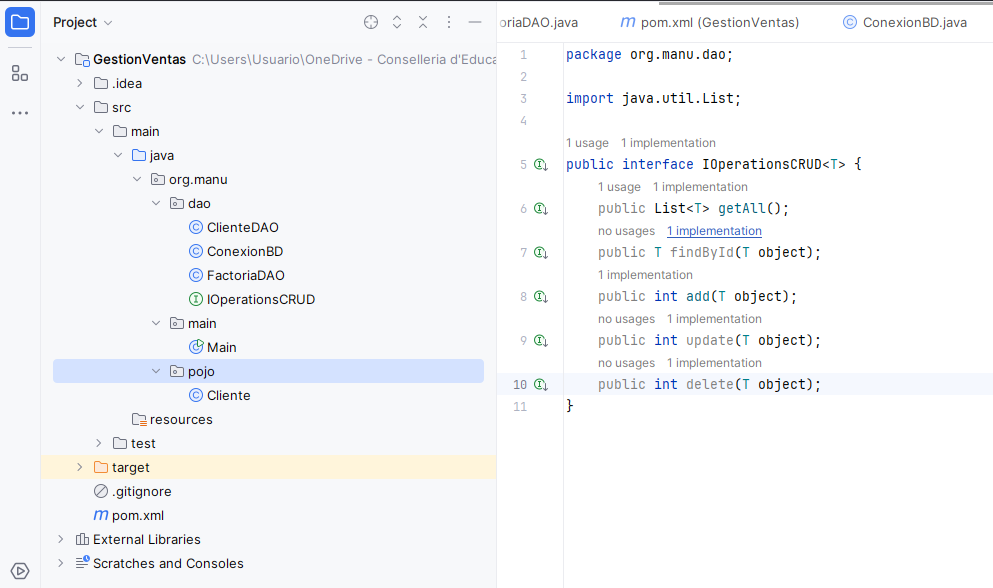 Project
oriaDAO.java
pom.xml (GestionVentas)
ConexionBD.java
GestionVentas C:\Users\Usuario\OneDrive - Conselleria d'Educa
.idea
src
main
java
org.manu
dao
ClienteDAO
ConexionBD
FactoriaDAO
IOperationsCRUD
main
Main
pojo
Cliente
resources
test
target
.gitignore
pom.xml
External Libraries
Scratches and Consoles
1 package org.manu.dao;
2
3 import java.util.List;
4
1 usage 1 implementation
5 public interface IOperationsCRUD<T> {
1 usage 1 implementation
6 public List<T> getAll();
no usages 1 implementation
7 public T findById(T object);
1 implementation
8 public int add(T object);
no usages 1 implementation
9 public int update(T object);
no usages 1 implementation
10 public int delete(T object);
11 }